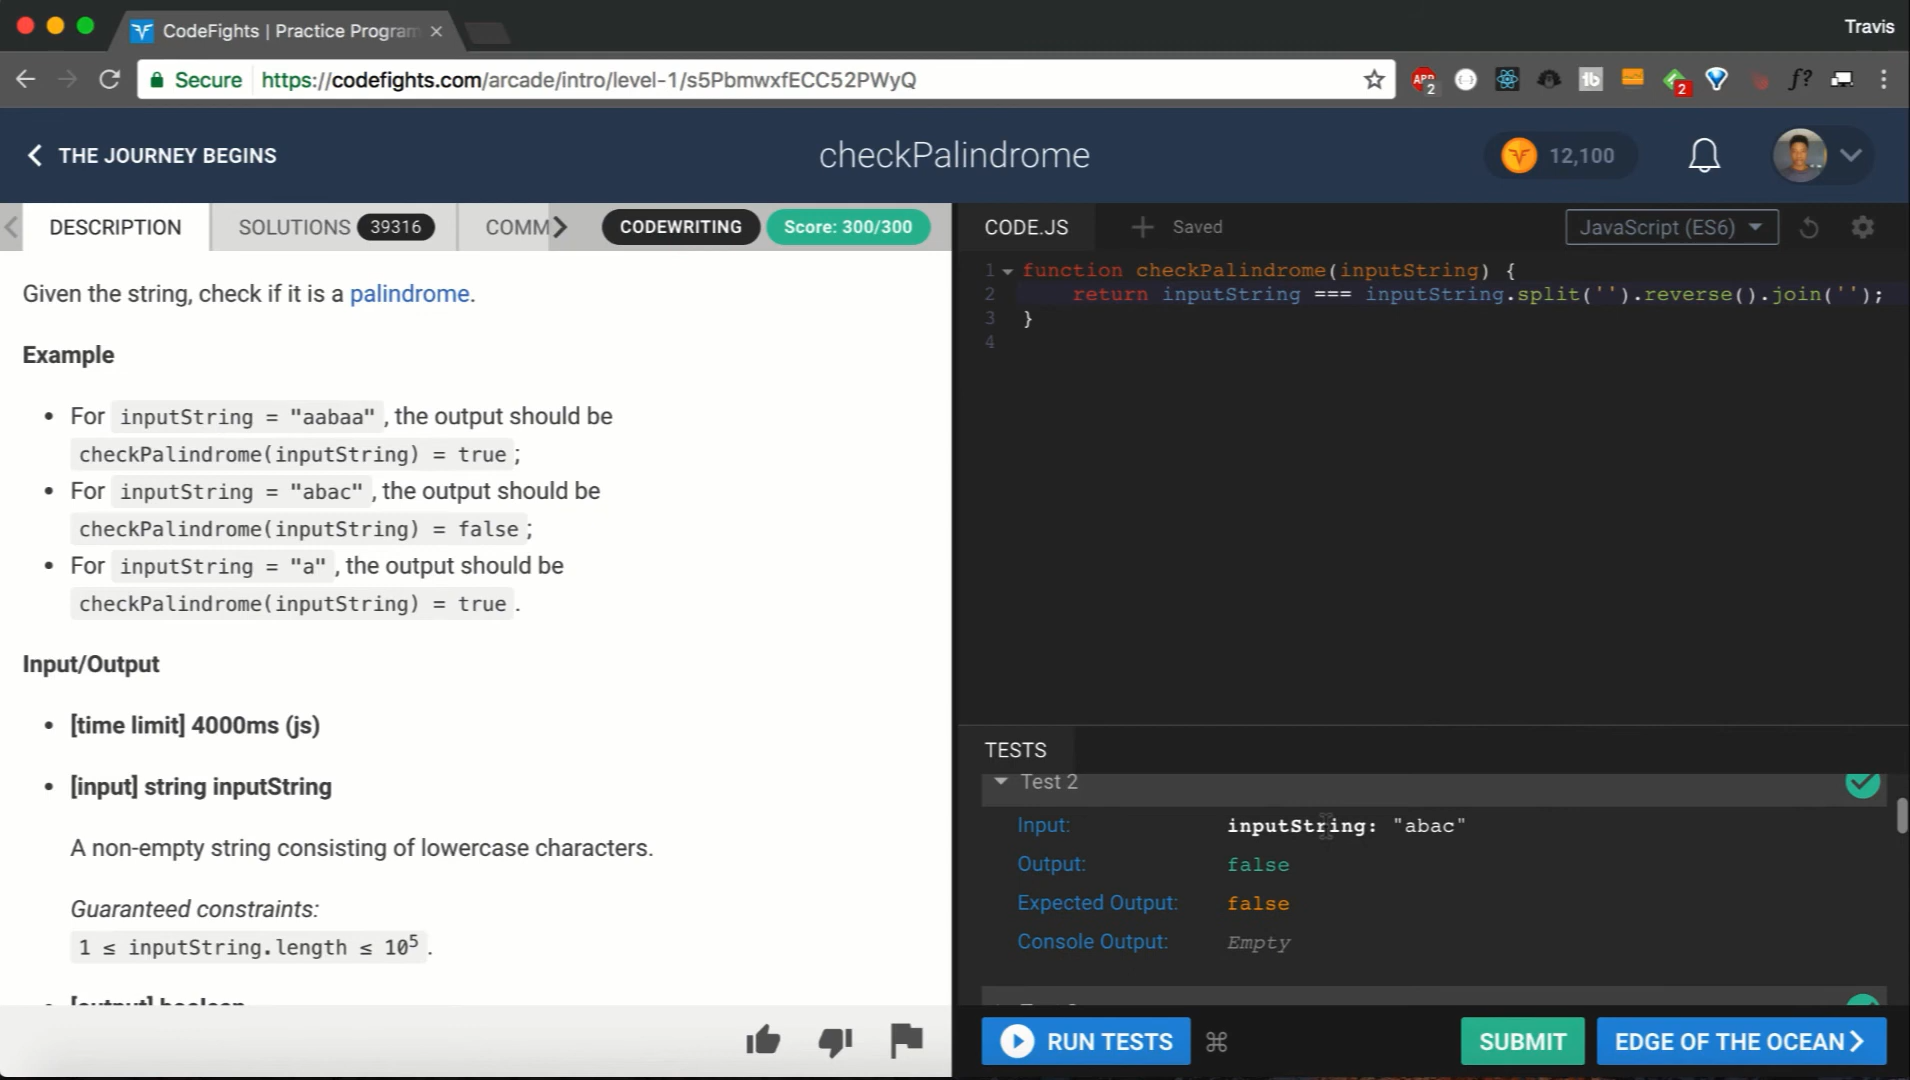 CodeFights | Practice Program
Travis
Secure https://codefights.com/arcade/intro/level-1/s5PbmwxfECC52PWyQ
ABP 2 1b 2 f?
THE JOURNEY BEGINS
checkPalindrome
12,100
DESCRIPTION
SOLUTIONS 39316
COMM
CODEWRITING
Score: 300/300
Given the string, check if it is a palindrome.
Example
• For inputString = "aabaa", the output should be
checkPalindrome(inputString) = true;
• For inputString = "abac", the output should be
checkPalindrome(inputString) = false;
• For inputString = "a", the output should be
checkPalindrome(inputString) = true.
Input/Output
• [time limit] 4000ms (js)
• [input] string inputString
A non-empty string consisting of lowercase characters.
Guaranteed constraints:
1 ≤ inputString.length ≤ 10⁵.
[output] boolean
CODE.JS
Saved
JavaScript (ES6)
1 function checkPalindrome(inputString) {
2 return inputString === inputString.split('').reverse().join('');
3 }
4
TESTS
Test 2
Input: inputString: "abac"
Output: false
Expected Output: false
Console Output: Empty
RUN TESTS ⌘
SUBMIT
EDGE OF THE OCEAN